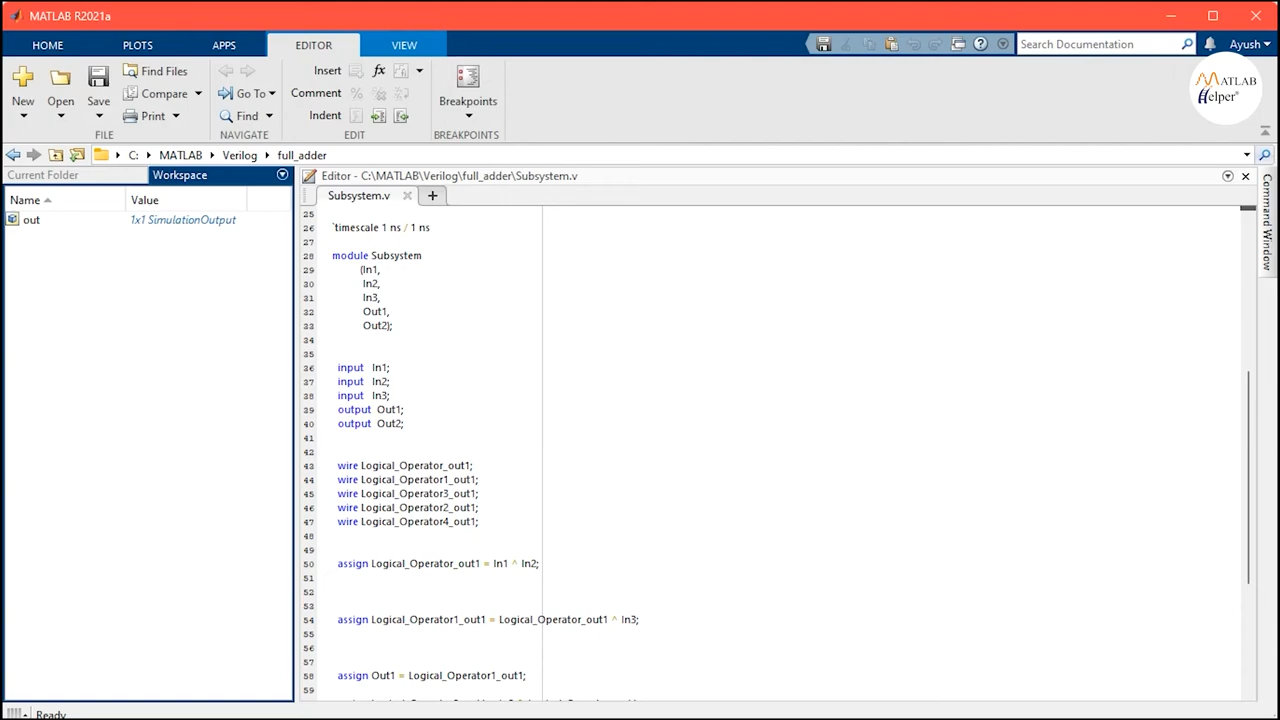 MATLAB R2021a
HOME PLOTS APPS EDITOR VIEW
Search Documentation
Ayush
MATLAB
Helper®
New
Open
Save
Find Files
Compare
Print
FILE
Go To
Find
NAVIGATE
Insert
fx
Comment
%
Indent
EDIT
Breakpoints
BREAKPOINTS
C: MATLAB Verilog full_adder
Current Folder
Workspace
Name Value
out 1x1 SimulationOutput
Editor - C:\MATLAB\Verilog\full_adder\Subsystem.v
Subsystem.v
25
26 `timescale 1 ns / 1 ns
27
28 module Subsystem
29 (In1,
30 In2,
31 In3,
32 Out1,
33 Out2);
34
35
36 input In1;
37 input In2;
38 input In3;
39 output Out1;
40 output Out2;
41
42
43 wire Logical_Operator_out1;
44 wire Logical_Operator1_out1;
45 wire Logical_Operator3_out1;
46 wire Logical_Operator2_out1;
47 wire Logical_Operator4_out1;
48
49
50 assign Logical_Operator_out1 = In1 ^ In2;
51
52
53
54 assign Logical_Operator1_out1 = Logical_Operator_out1 ^ In3;
55
56
57
58 assign Out1 = Logical_Operator1_out1;
59
Command Window
Ready